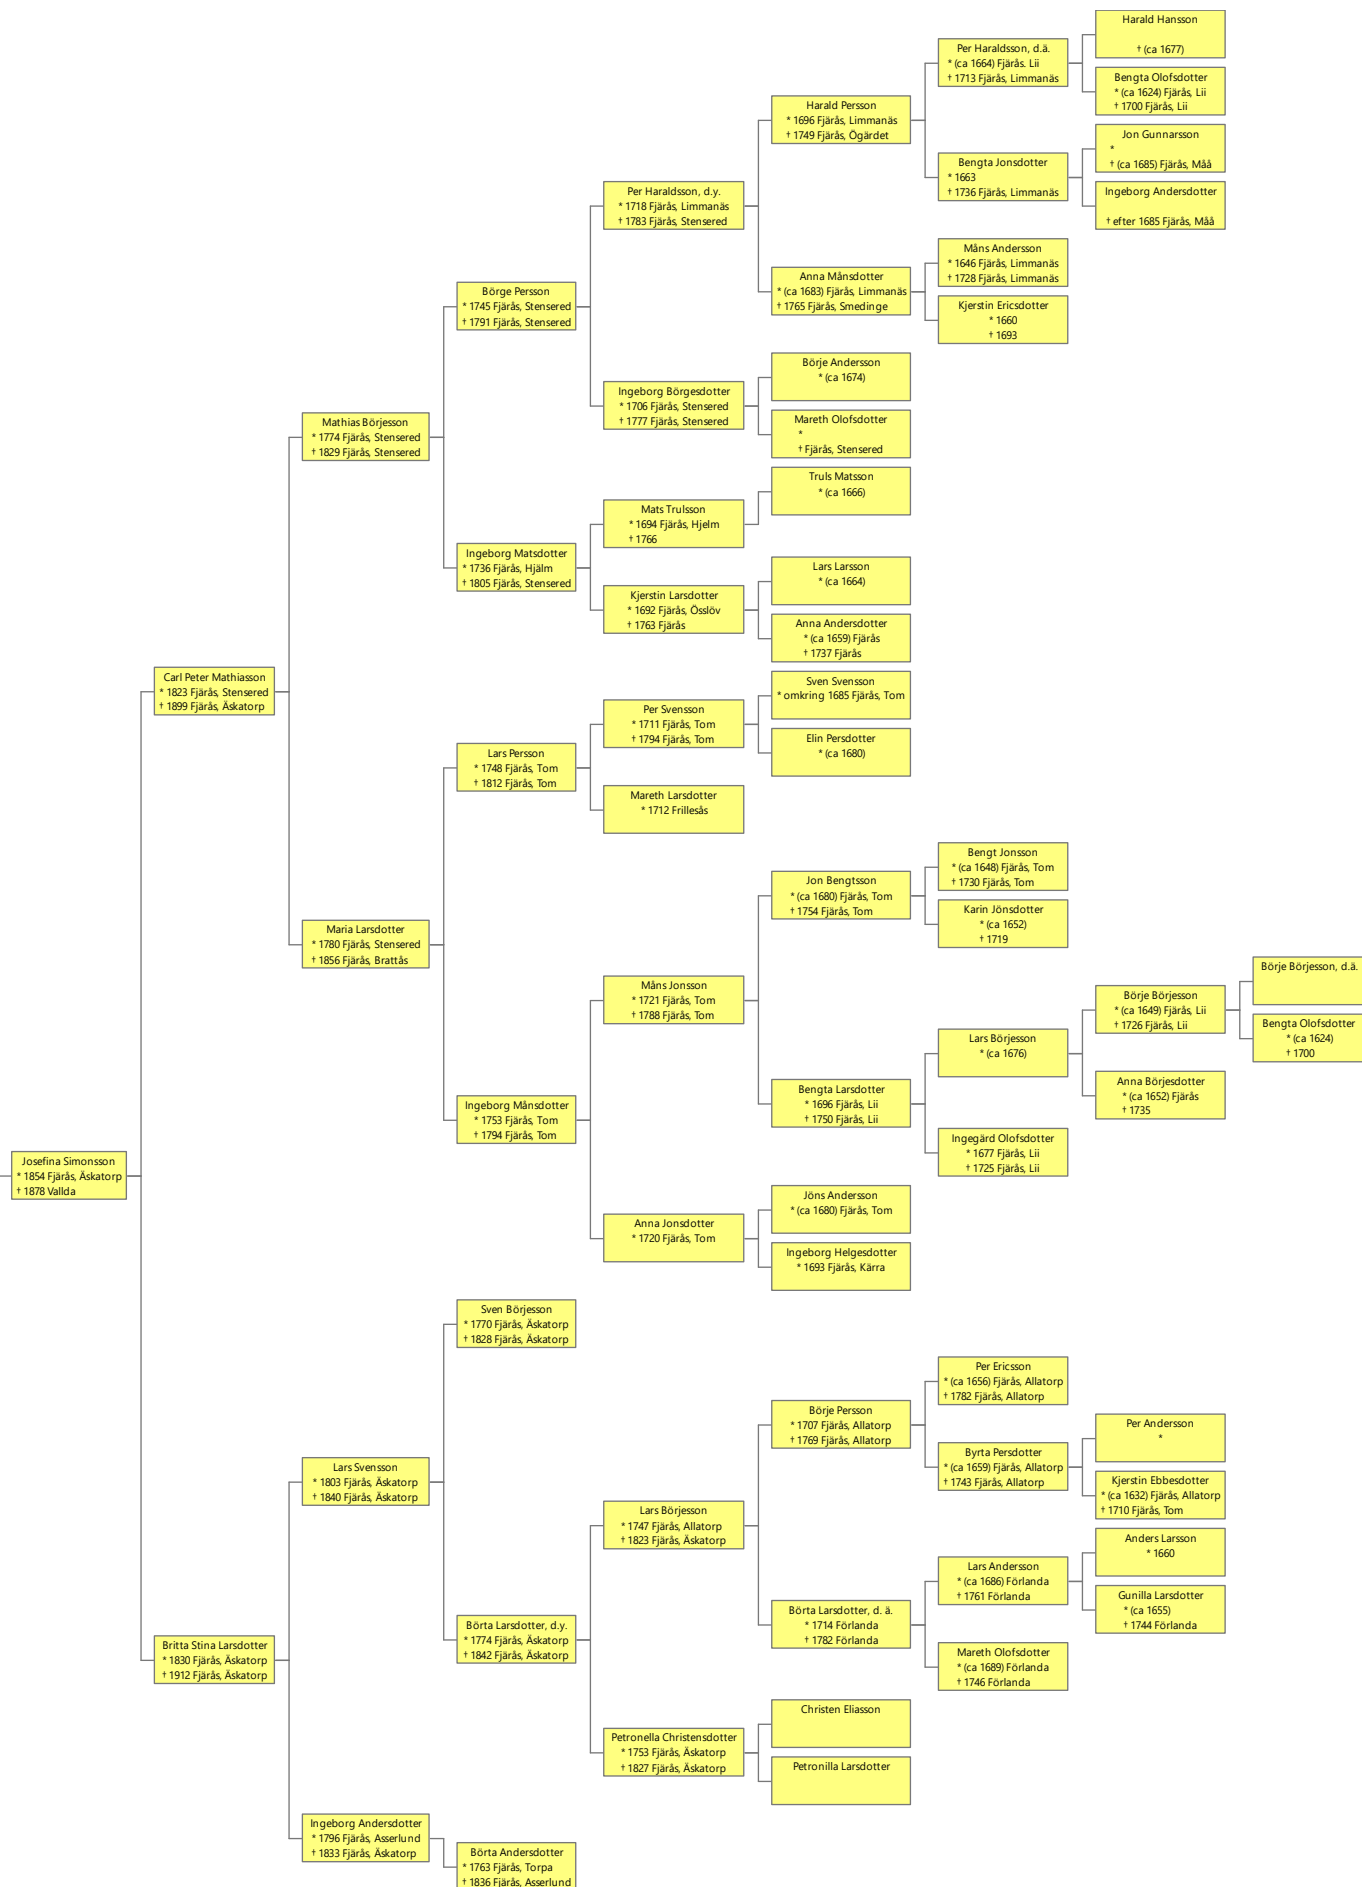 Josefina Simonsson
* 1854 Fjärås, Äskatorp
† 1878 Vallda
Carl Peter Mathiasson
* 1823 Fjärås, Stensered
† 1899 Fjärås, Äskatorp
Britta Stina Larsdotter
* 1830 Fjärås, Äskatorp
† 1912 Fjärås, Äskatorp
Mathias Börjesson
* 1774 Fjärås, Stensered
† 1829 Fjärås, Stensered
Maria Larsdotter
* 1780 Fjärås, Stensered
† 1856 Fjärås, Brattås
Lars Svensson
* 1803 Fjärås, Äskatorp
† 1840 Fjärås, Äskatorp
Ingeborg Andersdotter
* 1796 Fjärås, Asserlund
† 1833 Fjärås, Äskatorp
Börge Persson
* 1745 Fjärås, Stensered
† 1791 Fjärås, Stensered
Ingeborg Matsdotter
* 1736 Fjärås, Hjälm
† 1805 Fjärås, Stensered
Lars Persson
* 1748 Fjärås, Tom
† 1812 Fjärås, Tom
Ingeborg Månsdotter
* 1753 Fjärås, Tom
† 1794 Fjärås, Tom
Sven Börjesson
* 1770 Fjärås, Äskatorp
† 1828 Fjärås, Äskatorp
Börta Larsdotter, d.y.
* 1774 Fjärås, Äskatorp
† 1842 Fjärås, Äskatorp
Börta Andersdotter
* 1763 Fjärås, Torpa
† 1836 Fjärås, Asserlund
Per Haraldsson, d.y.
* 1718 Fjärås, Limmanäs
† 1783 Fjärås, Stensered
Ingeborg Börgesdotter
* 1706 Fjärås, Stensered
† 1777 Fjärås, Stensered
Mats Trulsson
* 1694 Fjärås, Hjelm
† 1766
Kjerstin Larsdotter
* 1692 Fjärås, Össlöv
† 1763 Fjärås
Per Svensson
* 1711 Fjärås, Tom
† 1794 Fjärås, Tom
Mareth Larsdotter
* 1712 Frillesås
Måns Jonsson
* 1721 Fjärås, Tom
† 1788 Fjärås, Tom
Anna Jonsdotter
* 1720 Fjärås, Tom
Lars Börjesson
* 1747 Fjärås, Allatorp
† 1823 Fjärås, Äskatorp
Petronella Christensdotter
* 1753 Fjärås, Äskatorp
† 1827 Fjärås, Äskatorp
Harald Persson
* 1696 Fjärås, Limmanäs
† 1749 Fjärås, Ögärdet
Anna Månsdotter
* (ca 1683) Fjärås, Limmanäs
† 1765 Fjärås, Smedinge
Börje Andersson
* (ca 1674)
Mareth Olofsdotter
*
† Fjärås, Stensered
Truls Matsson
* (ca 1666)
Lars Larsson
* (ca 1664)
Anna Andersdotter
* (ca 1659) Fjärås
† 1737 Fjärås
Sven Svensson
* omkring 1685 Fjärås, Tom
Elin Persdotter
* (ca 1680)
Jon Bengtsson
* (ca 1680) Fjärås, Tom
† 1754 Fjärås, Tom
Bengta Larsdotter
* 1696 Fjärås, Lii
† 1750 Fjärås, Lii
Jöns Andersson
* (ca 1680) Fjärås, Tom
Ingeborg Helgesdotter
* 1693 Fjärås, Kärra
Börje Persson
* 1707 Fjärås, Allatorp
† 1769 Fjärås, Allatorp
Börta Larsdotter, d. ä.
* 1714 Förlanda
† 1782 Förlanda
Christen Eliasson
Petronilla Larsdotter
Per Haraldsson, d.ä.
* (ca 1664) Fjärås. Lii
† 1713 Fjärås, Limmanäs
Bengta Jonsdotter
* 1663
† 1736 Fjärås, Limmanäs
Måns Andersson
* 1646 Fjärås, Limmanäs
† 1728 Fjärås, Limmanäs
Kjerstin Ericsdotter
* 1660
† 1693
Bengt Jonsson
* (ca 1648) Fjärås, Tom
† 1730 Fjärås, Tom
Karin Jönsdotter
* (ca 1652)
† 1719
Lars Börjesson
* (ca 1676)
Ingegärd Olofsdotter
* 1677 Fjärås, Lii
† 1725 Fjärås, Lii
Per Ericsson
* (ca 1656) Fjärås, Allatorp
† 1782 Fjärås, Allatorp
Byrta Persdotter
* (ca 1659) Fjärås, Allatorp
† 1743 Fjärås, Allatorp
Lars Andersson
* (ca 1686) Förlanda
† 1761 Förlanda
Mareth Olofsdotter
* (ca 1689) Förlanda
† 1746 Förlanda
Harald Hansson
† (ca 1677)
Bengta Olofsdotter
* (ca 1624) Fjärås, Lii
† 1700 Fjärås, Lii
Jon Gunnarsson
*
† (ca 1685) Fjärås, Måå
Ingeborg Andersdotter
† efter 1685 Fjärås, Måå
Börje Börjesson
* (ca 1649) Fjärås, Lii
† 1726 Fjärås, Lii
Anna Börjesdotter
* (ca 1652) Fjärås
† 1735
Per Andersson
*
Kjerstin Ebbesdotter
* (ca 1632) Fjärås, Allatorp
† 1710 Fjärås, Tom
Anders Larsson
* 1660
Gunilla Larsdotter
* (ca 1655)
† 1744 Förlanda
Börje Börjesson, d.ä.
Bengta Olofsdotter
* (ca 1624)
† 1700